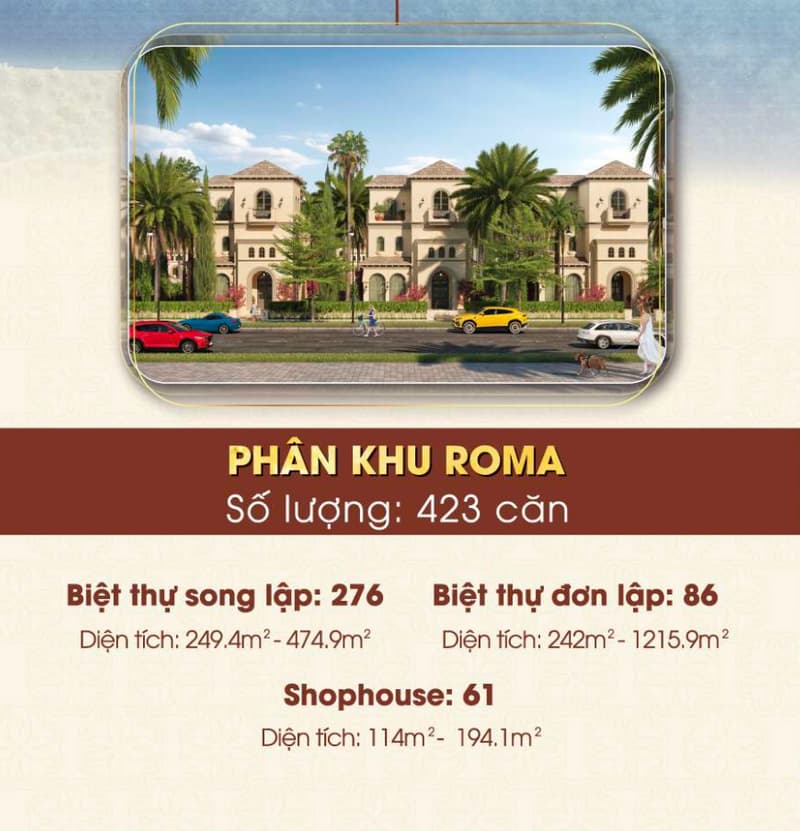 PHÂN KHU ROMA
Số lượng: 423 căn
Biệt thự song lập: 276
Diện tích: 249.4m² - 474.9m²
Biệt thự đơn lập: 86
Diện tích: 242m² - 1215.9m²
Shophouse: 61
Diện tích: 114m² - 194.1m²